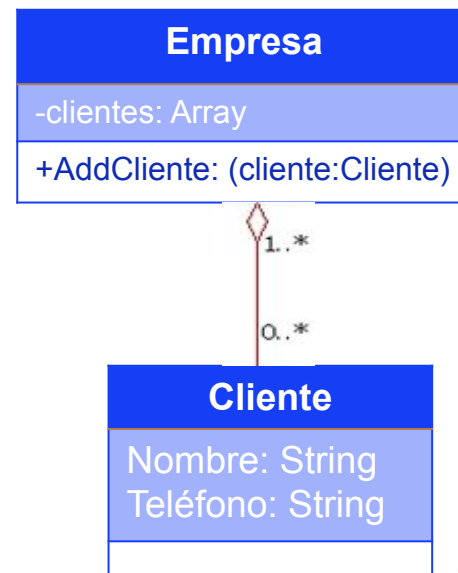 Empresa
-clientes: Array
+AddCliente: (cliente:Cliente)
1..*
0..*
Cliente
Nombre: String
Teléfono: String